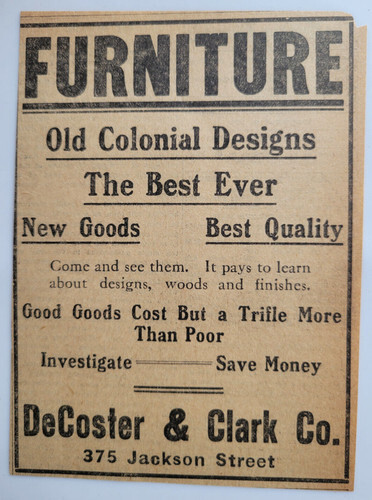 FURNITURE
Old Colonial Designs
The Best Ever
New Goods Best Quality
Come and see them. It pays to learn
about designs, woods and finishes.
Good Goods Cost But a Trifle More
Than Poor
Investigate Save Money
DeCoster & Clark Co.
375 Jackson Street